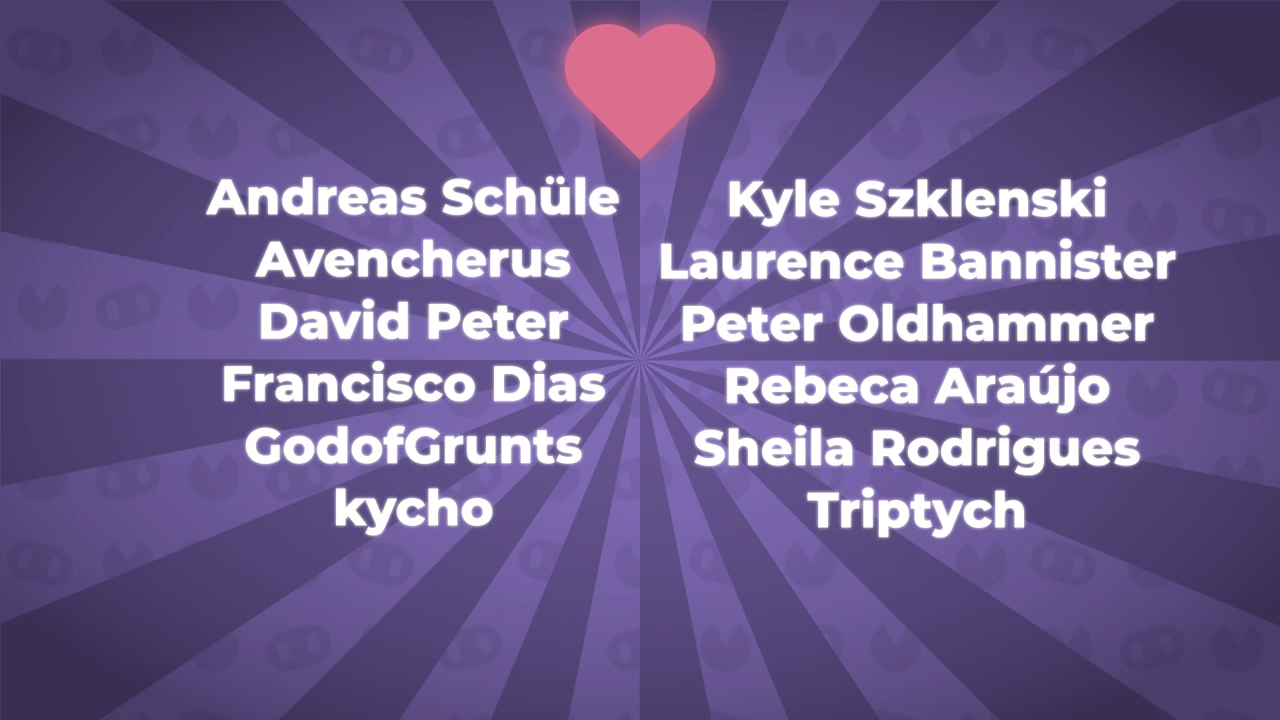 Andreas Schüle
Avencherus
David Peter
Francisco Dias
GodofGrunts
kycho
Kyle Szklenski
Laurence Bannister
Peter Oldhammer
Rebeca Araújo
Sheila Rodrigues
Triptych